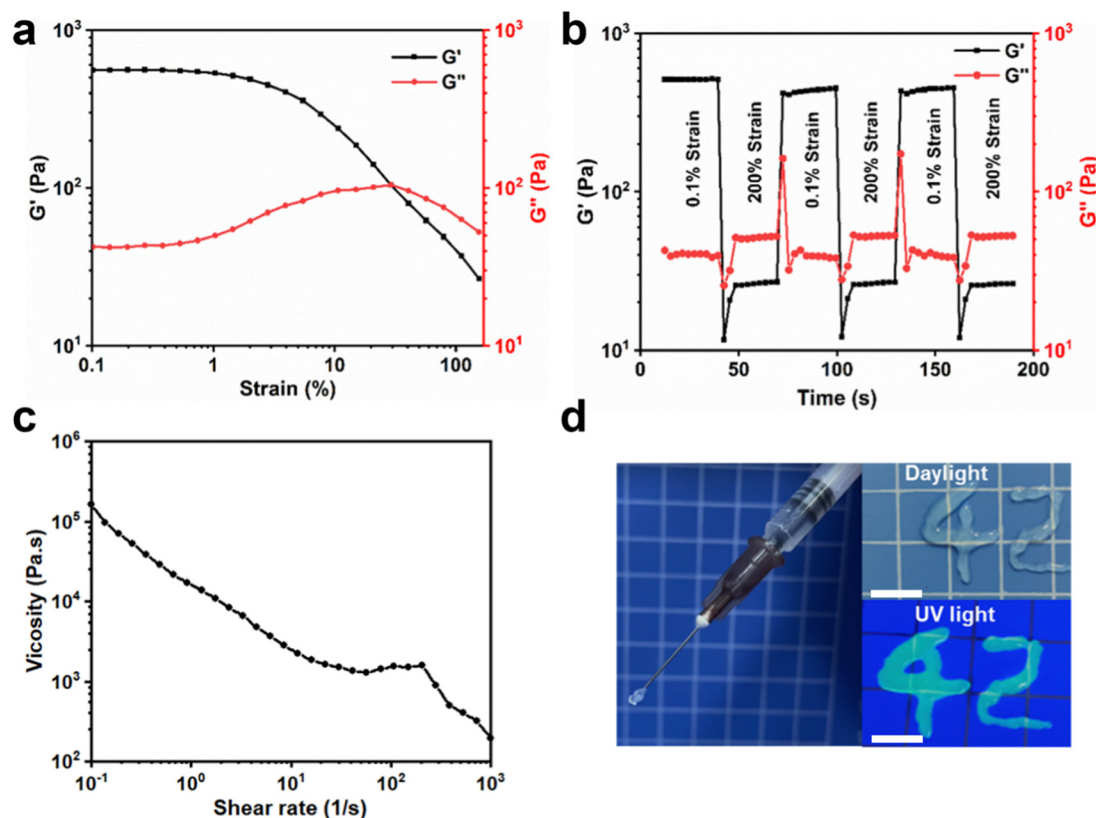 a
10³
10²
10¹
G' (Pa)
10³
10²
10¹
G'' (Pa)
G'
G''
0.1
1
10
100
Strain (%)
b
10³
10²
10¹
G' (Pa)
10³
10²
10¹
G'' (Pa)
G'
G''
0.1% Strain
200% Strain
0.1% Strain
200% Strain
0.1% Strain
200% Strain
0
50
100
150
200
Time (s)
c
10⁶
10⁵
10⁴
10³
10²
Vicosity (Pa.s)
10⁻¹
10⁰
10¹
10²
10³
Shear rate (1/s)
d
Daylight
42
UV light
42